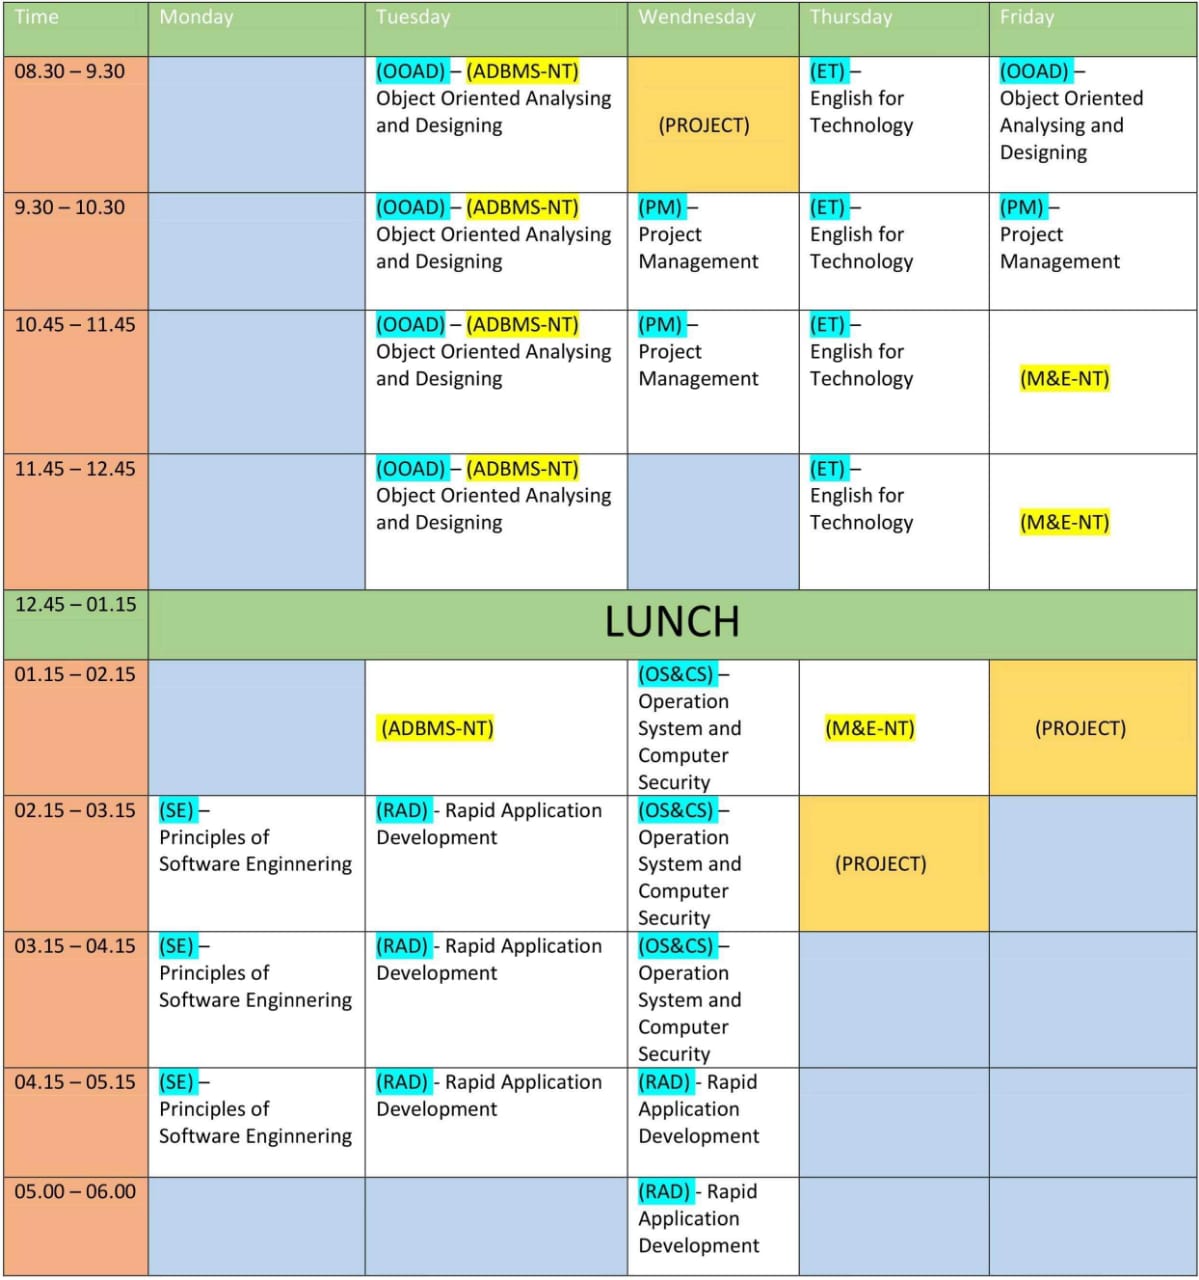 Time Monday Tuesday Wendnesday Thursday Friday
08.30 – 9.30
(OOAD) – (ADBMS-NT)
Object Oriented Analysing
and Designing
(PROJECT)
(ET) –
English for
Technology
(OOAD) –
Object Oriented
Analysing and
Designing
9.30 – 10.30
(OOAD) – (ADBMS-NT)
Object Oriented Analysing
and Designing
(PM) –
Project
Management
(ET) –
English for
Technology
(PM) –
Project
Management
10.45 – 11.45
(OOAD) – (ADBMS-NT)
Object Oriented Analysing
and Designing
(PM) –
Project
Management
(ET) –
English for
Technology
(M&E-NT)
11.45 – 12.45
(OOAD) – (ADBMS-NT)
Object Oriented Analysing
and Designing
(ET) –
English for
Technology
(M&E-NT)
12.45 – 01.15
LUNCH
01.15 – 02.15
(ADBMS-NT)
(OS&CS) –
Operation
System and
Computer
Security
(M&E-NT)
(PROJECT)
02.15 – 03.15
(SE) –
Principles of
Software Enginnering
(RAD) - Rapid Application
Development
(OS&CS) –
Operation
System and
Computer
Security
(PROJECT)
03.15 – 04.15
(SE) –
Principles of
Software Enginnering
(RAD) - Rapid Application
Development
(OS&CS) –
Operation
System and
Computer
Security
04.15 – 05.15
(SE) –
Principles of
Software Enginnering
(RAD) - Rapid Application
Development
(RAD) - Rapid
Application
Development
05.00 – 06.00
(RAD) - Rapid
Application
Development